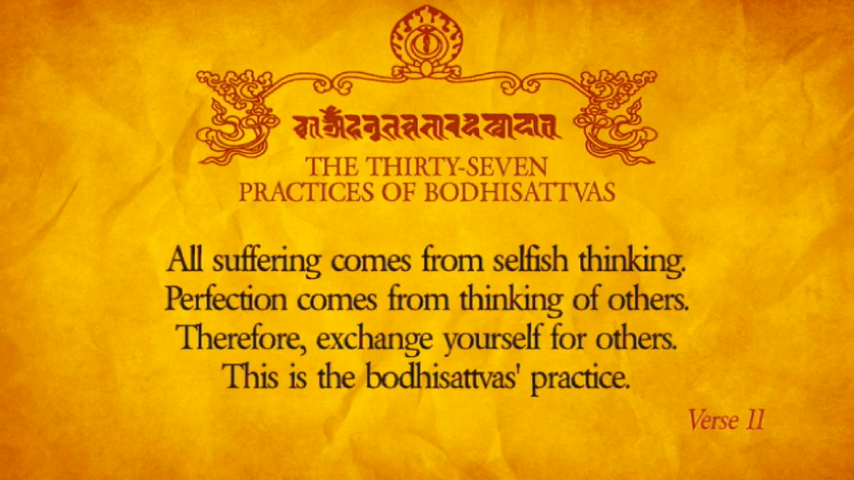 THE THIRTY-SEVEN
PRACTICES OF BODHISATTVAS
All suffering comes from selfish thinking.
Perfection comes from thinking of others.
Therefore, exchange yourself for others.
This is the bodhisattvas' practice.
Verse 11